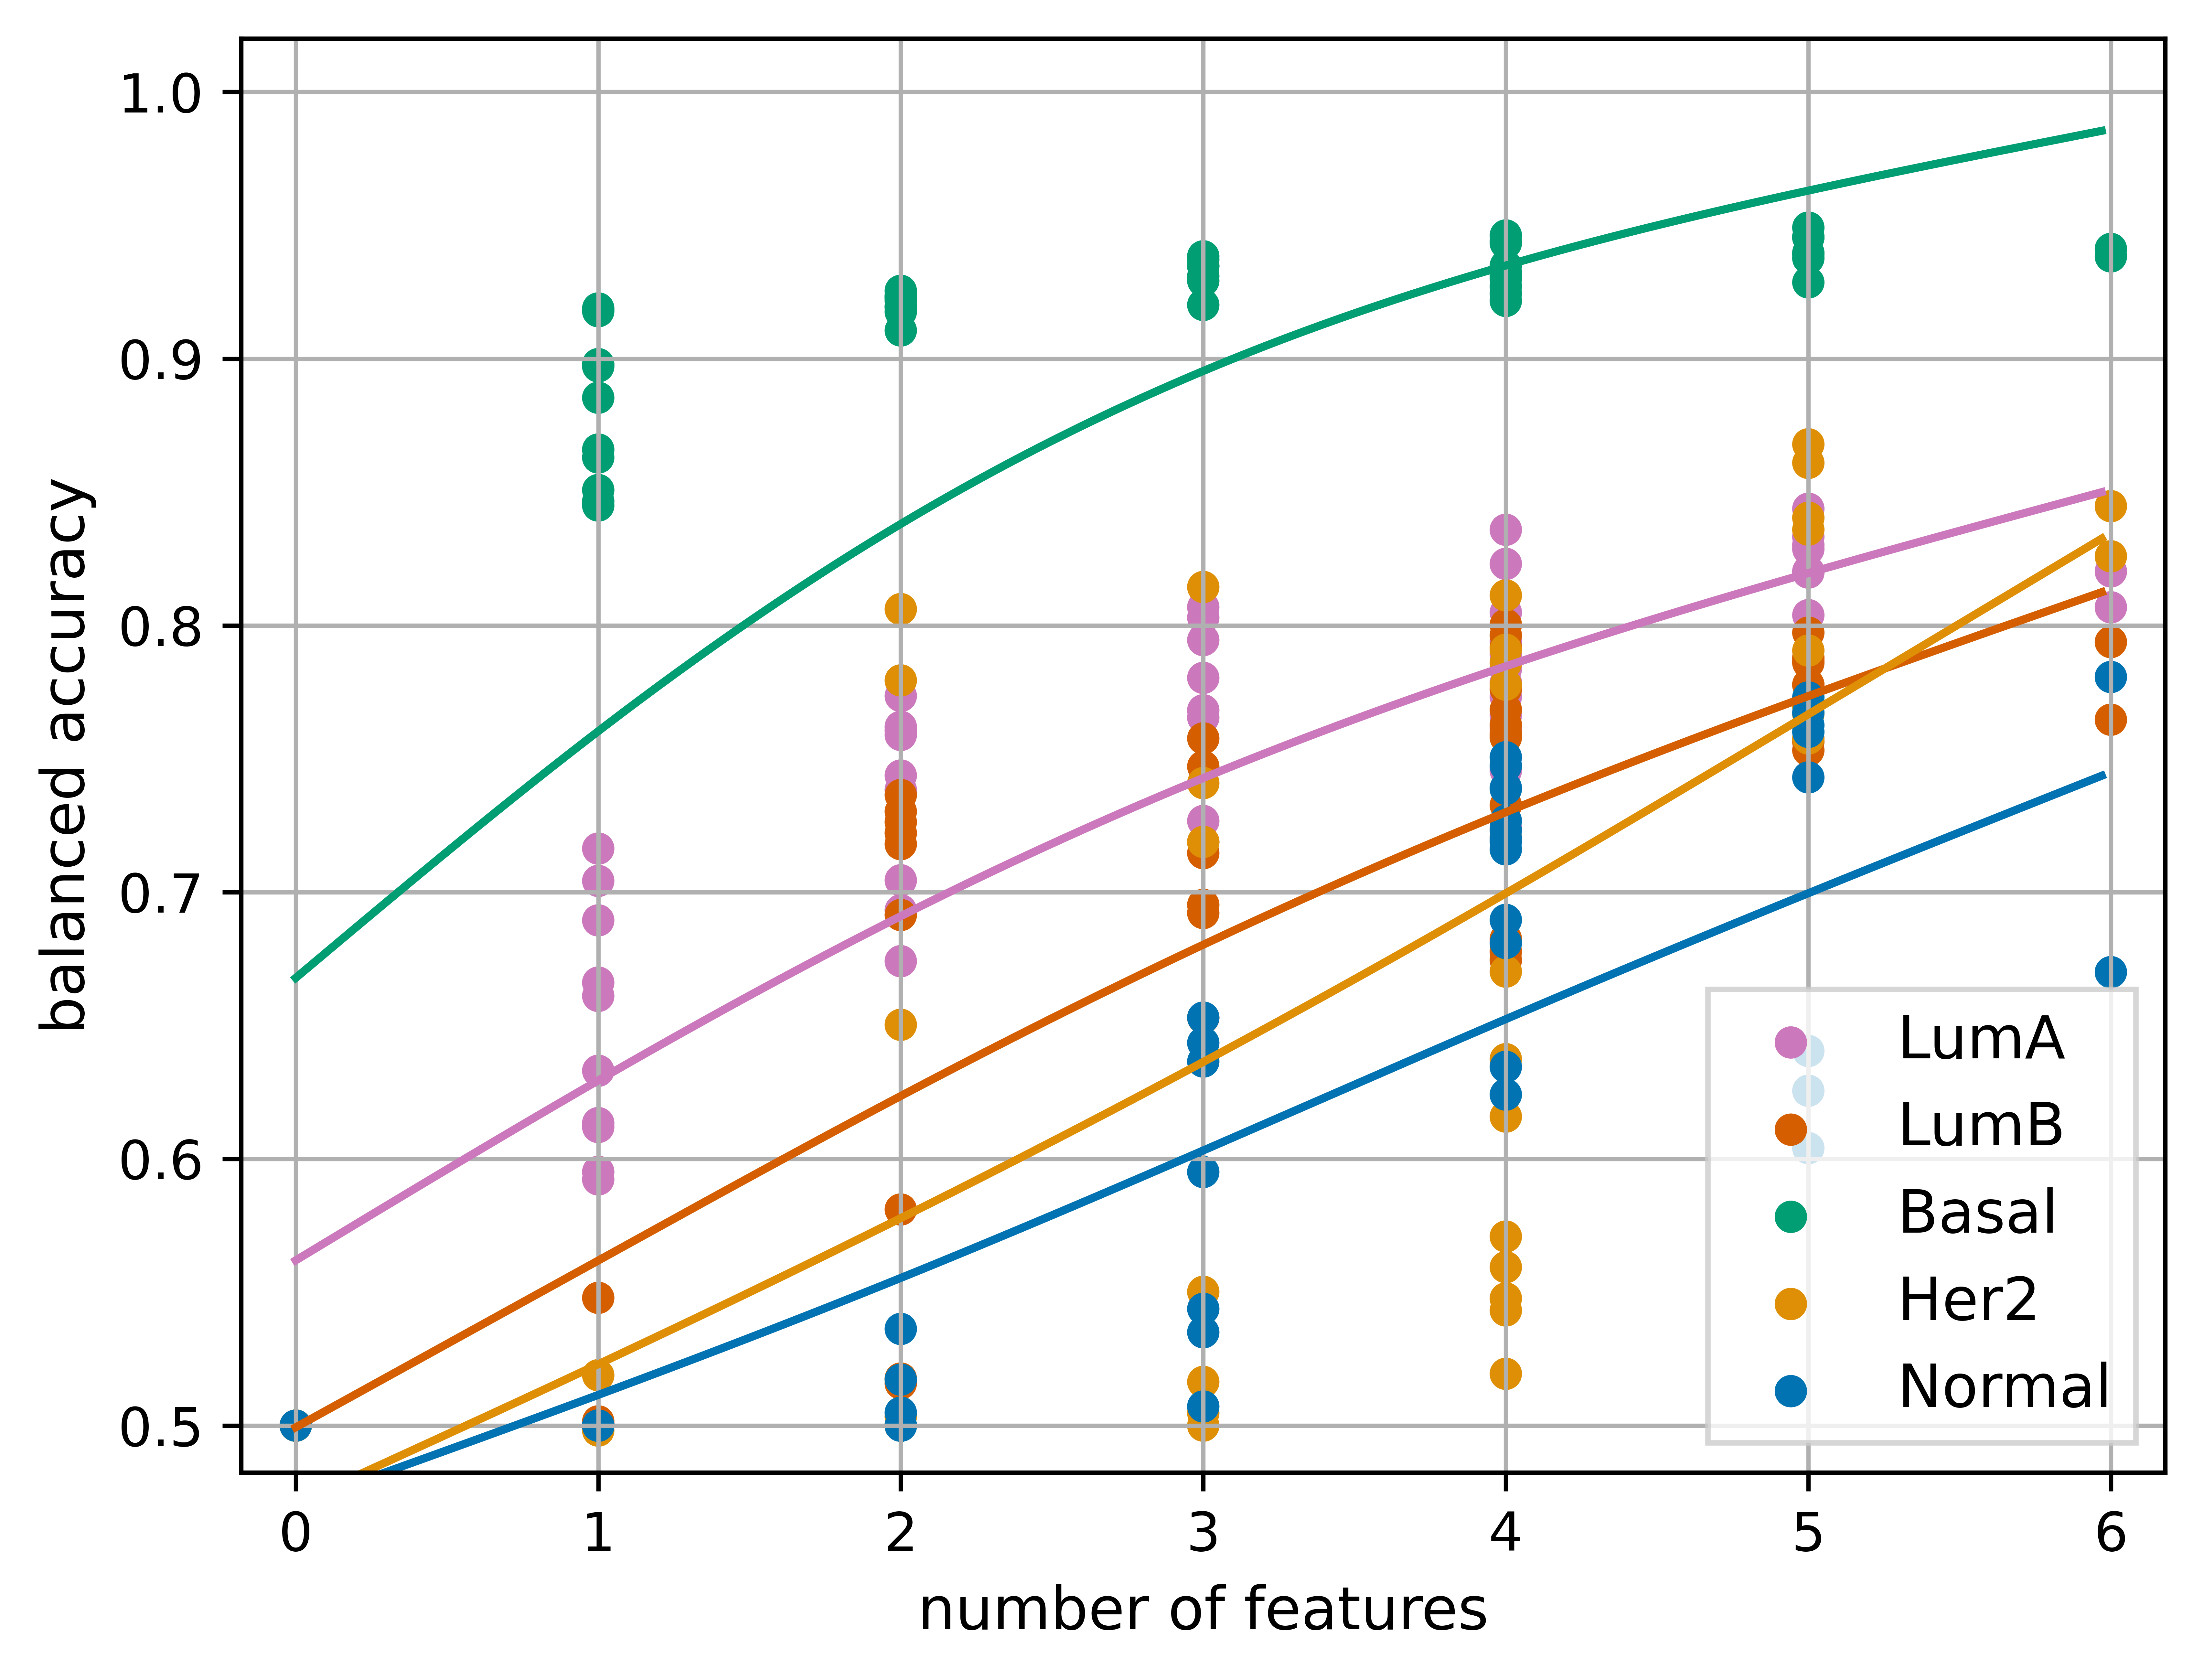 1.0
0.9
0.8
0.7
0.6
0.5
balanced accuracy
0 1 2 3 4 5 6
number of features
LumA
LumB
Basal
Her2
Normal